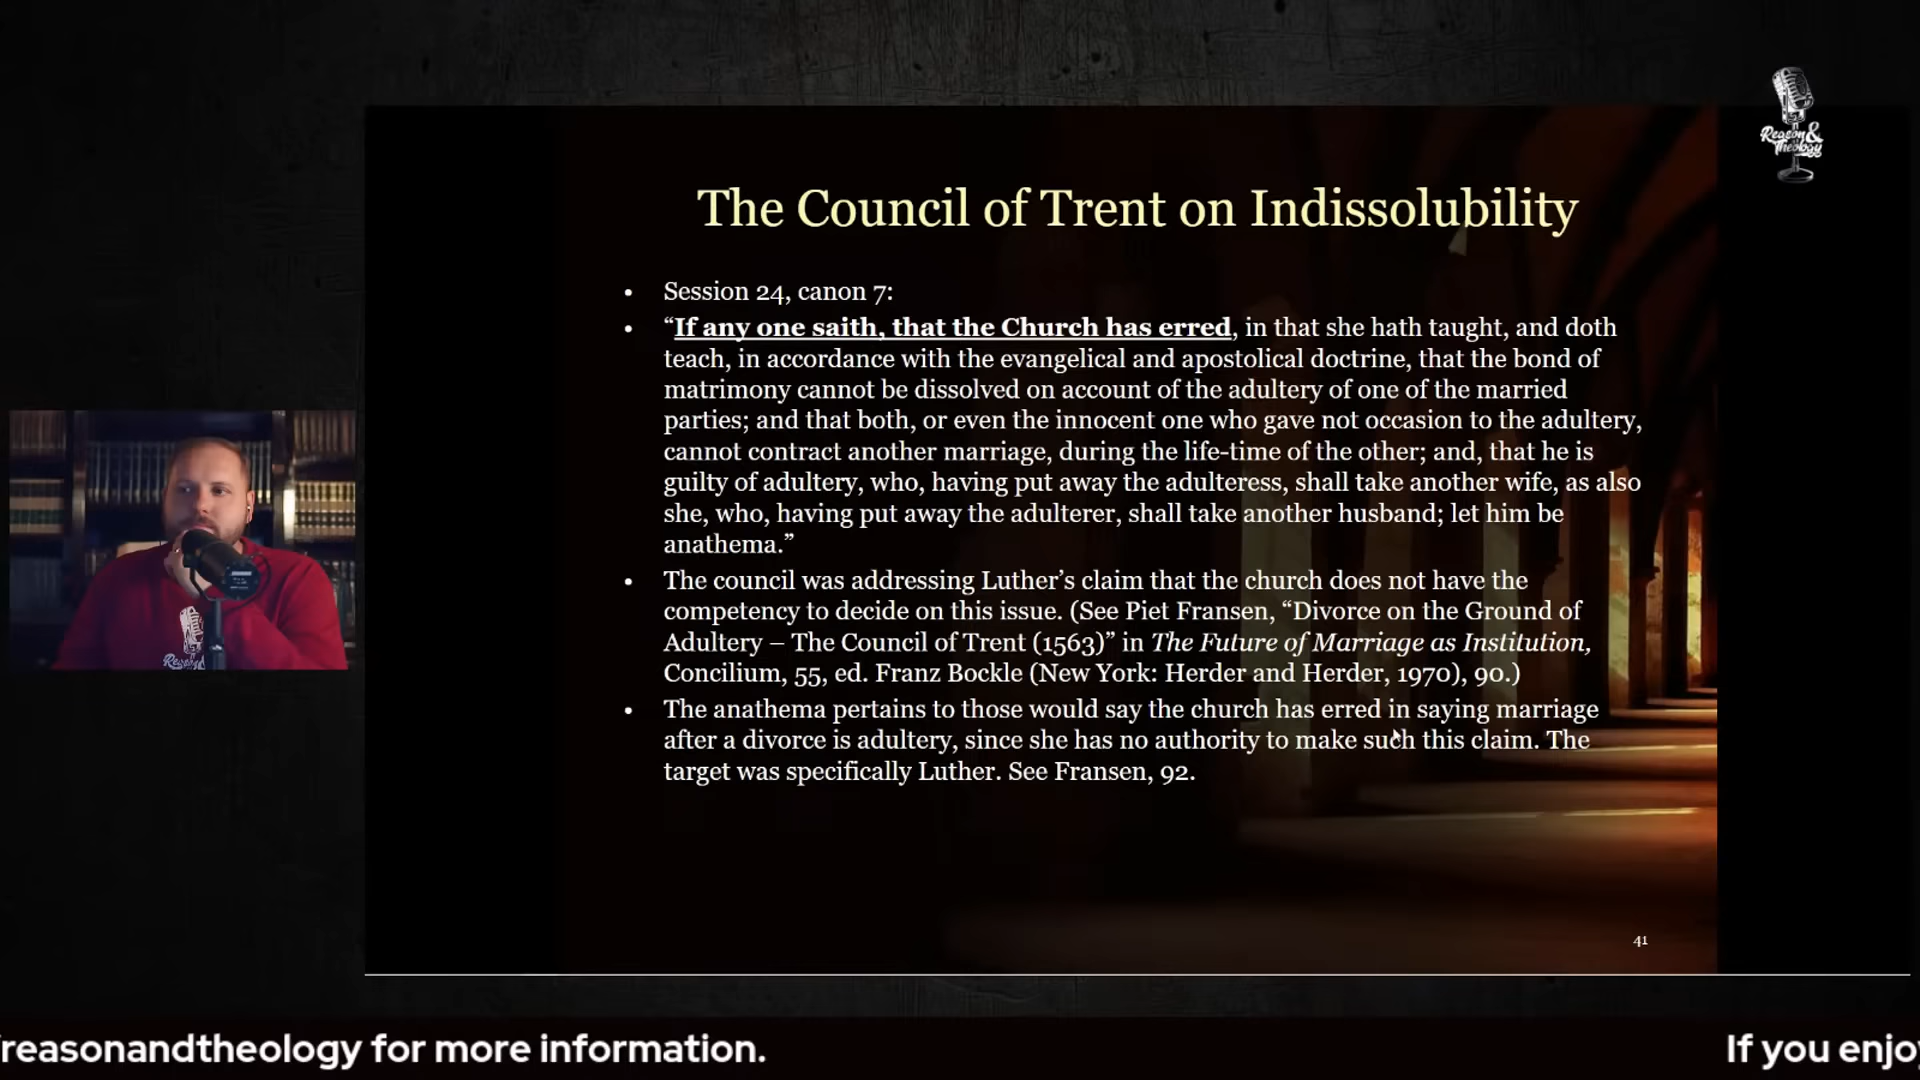 Reason &
Theology
The Council of Trent on Indissolubility
• Session 24, canon 7:
• “If any one saith, that the Church has erred, in that she hath taught, and doth
teach, in accordance with the evangelical and apostolical doctrine, that the bond of
matrimony cannot be dissolved on account of the adultery of one of the married
parties; and that both, or even the innocent one who gave not occasion to the adultery,
cannot contract another marriage, during the life-time of the other; and, that he is
guilty of adultery, who, having put away the adulteress, shall take another wife, as also
she, who, having put away the adulterer, shall take another husband; let him be
anathema.”
• The council was addressing Luther’s claim that the church does not have the
competency to decide on this issue. (See Piet Fransen, “Divorce on the Ground of
Adultery – The Council of Trent (1563)” in The Future of Marriage as Institution,
Concilium, 55, ed. Franz Bockle (New York: Herder and Herder, 1970), 90.)
• The anathema pertains to those would say the church has erred in saying marriage
after a divorce is adultery, since she has no authority to make such this claim. The
target was specifically Luther. See Fransen, 92.
41
/reasonandtheology for more information.
If you enjoy